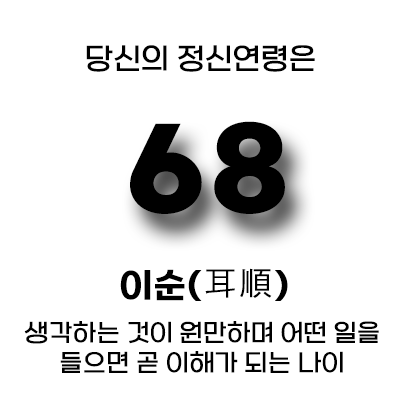 당신의 정신연령은
68
이순(耳順)
생각하는 것이 원만하며 어떤 일을
들으면 곧 이해가 되는 나이